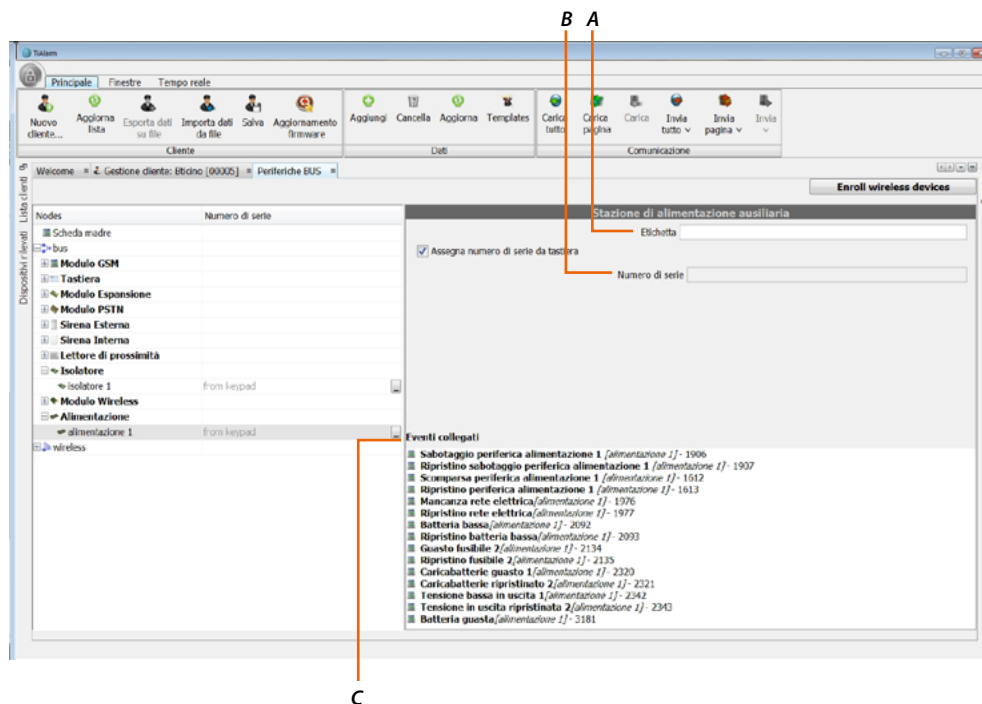 B A
TiAlarm
Principale Finestre Tempo reale
Nuovo cliente...
Aggiorna lista
Esporta dati su file
Importa dati da file
Salva
Aggiornamento firmware
Aggiungi
Cancella
Aggiorna
Templates
Carica tutto
Carica pagina
Carica
Invia tutto
Invia pagina
Invia
Cliente
Dati
Comunicazione
Lista clienti
Dispositivi rilevati
Welcome
Gestione cliente: Bticino [00005]
Periferiche BUS
Enroll wireless devices
Nodes Numero di serie
Scheda madre
bus
Modulo GSM
Tastiera
Modulo Espansione
Modulo PSTN
Sirena Esterna
Sirena Interna
Lettore di prossimità
Isolatore
isolatore 1 from keypad
Modulo Wireless
Alimentazione
alimentazione 1 from keypad
wireless
Stazione di alimentazione ausiliaria
Etichetta
Assegna numero di serie da tastiera
Numero di serie
Eventi collegati
Sabotaggio periferica alimentazione 1 [alimentazione 1] - 1906
Ripristino sabotaggio periferica alimentazione 1 [alimentazione 1] - 1907
Scomparsa periferica alimentazione 1 [alimentazione 1] - 1612
Ripristino periferica alimentazione 1 [alimentazione 1] - 1613
Mancanza rete elettrica[alimentazione 1] - 1976
Ripristino rete elettrica[alimentazione 1] - 1977
Batteria bassa[alimentazione 1] - 2092
Ripristino batteria bassa[alimentazione 1] - 2093
Guasto fusibile 2[alimentazione 1] - 2134
Ripristino fusibile 2[alimentazione 1] - 2135
Caricabatterie guasto 1[alimentazione 1] - 2320
Caricabatterie ripristinato 2[alimentazione 1] - 2321
Tensione bassa in uscita 1[alimentazione 1] - 2342
Tensione in uscita ripristinata 2[alimentazione 1] - 2343
Batteria guasta[alimentazione 1] - 3181
C